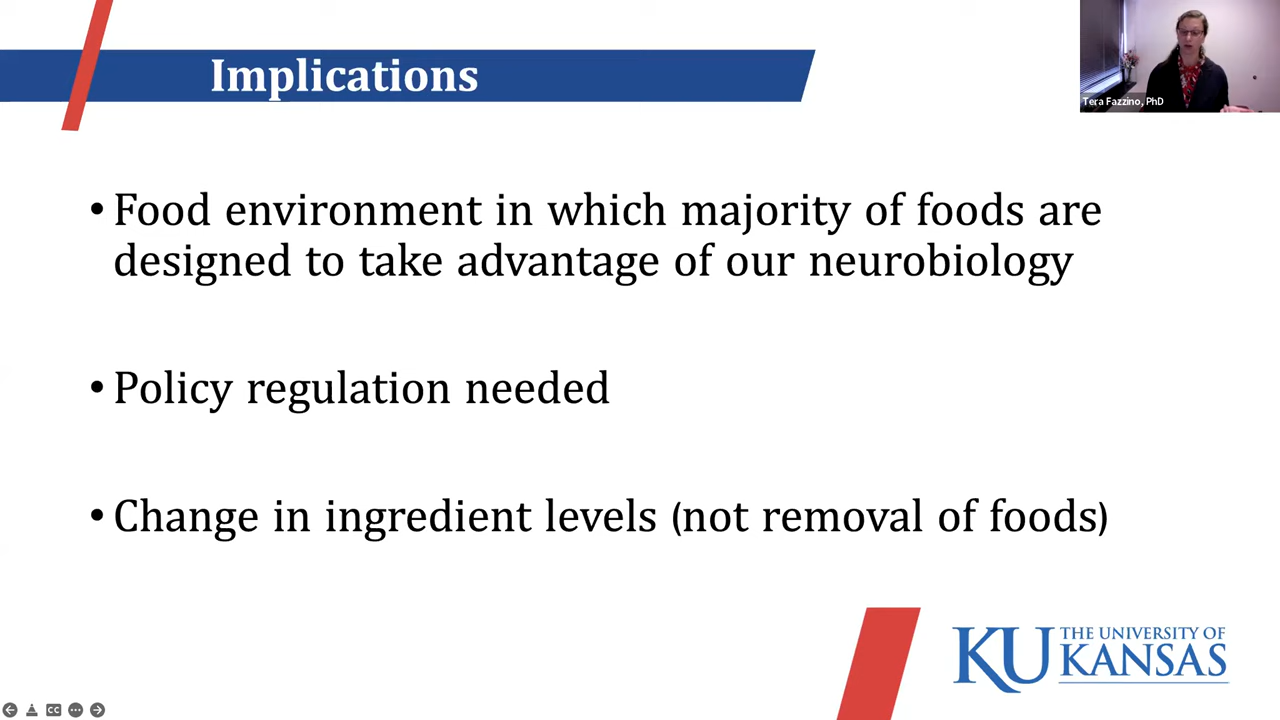 Implications
Tera Fazzino, PhD
• Food environment in which majority of foods are
designed to take advantage of our neurobiology
• Policy regulation needed
• Change in ingredient levels (not removal of foods)
KU THE UNIVERSITY OF
KANSAS
CC